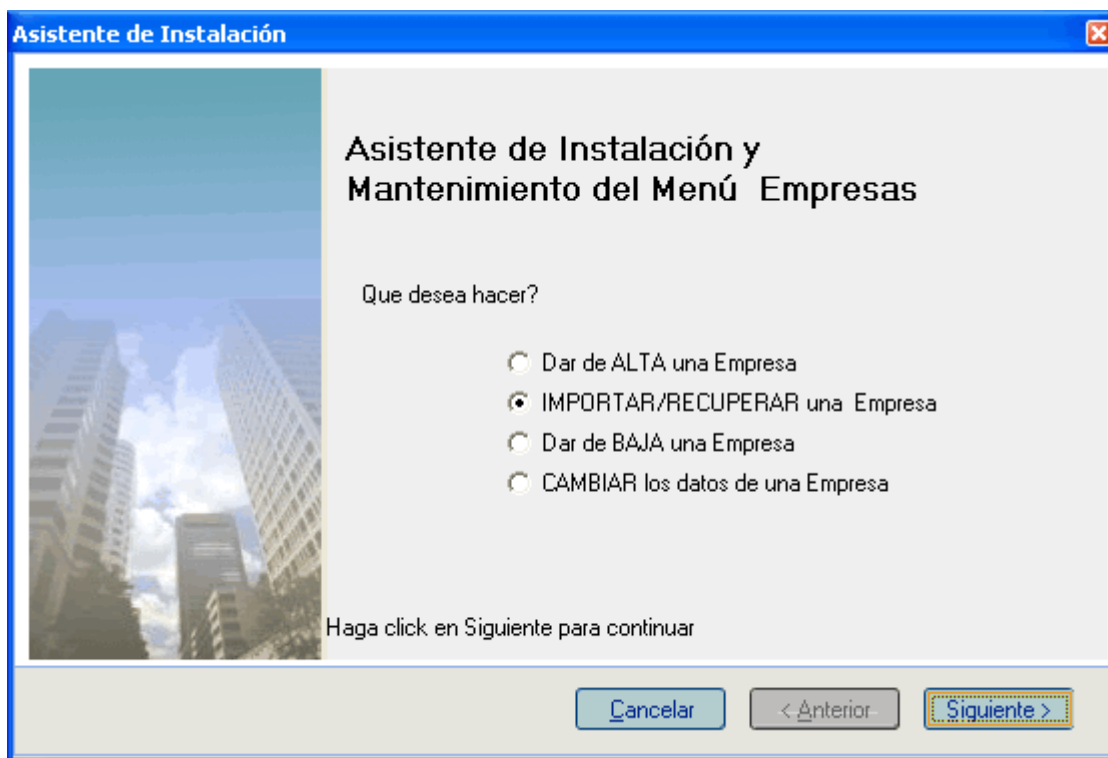 Asistente de Instalación
Asistente de Instalación y
Mantenimiento del Menú Empresas
Que desea hacer?
Dar de ALTA una Empresa
IMPORTAR/RECUPERAR una Empresa
Dar de BAJA una Empresa
CAMBIAR los datos de una Empresa
Haga click en Siguiente para continuar
Cancelar
< Anterior
Siguiente >